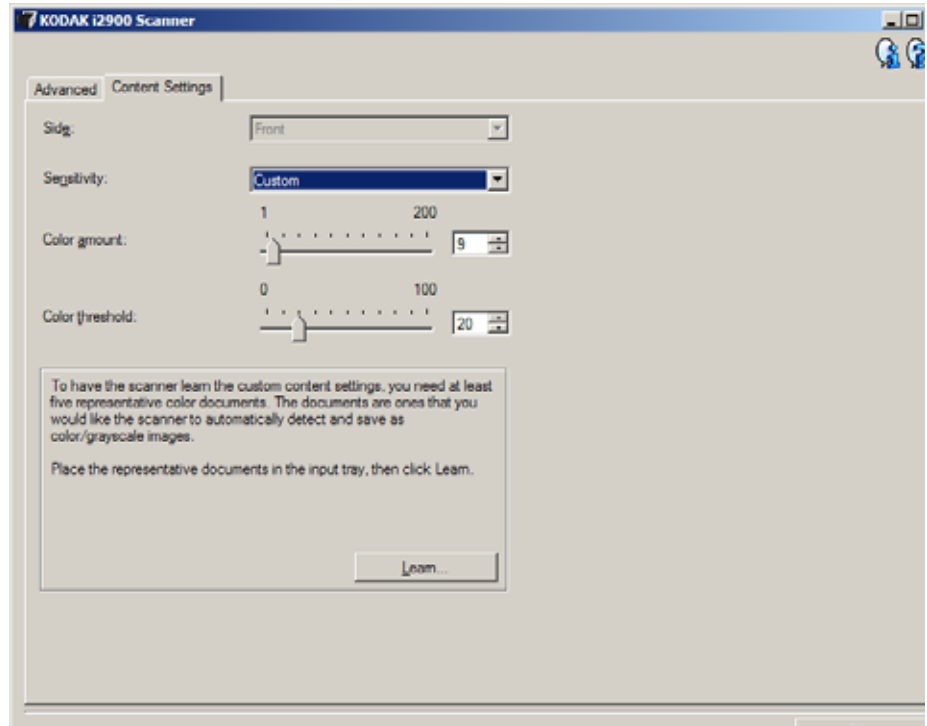 KODAK i2900 Scanner
Advanced Content Settings
Side: Front
Sensitivity: Custom
1 200
Color amount: 9
0 100
Color threshold: 20
To have the scanner learn the custom content settings, you need at least
five representative color documents. The documents are ones that you
would like the scanner to automatically detect and save as
color/grayscale images.
Place the representative documents in the input tray, then click Learn.
Learn...